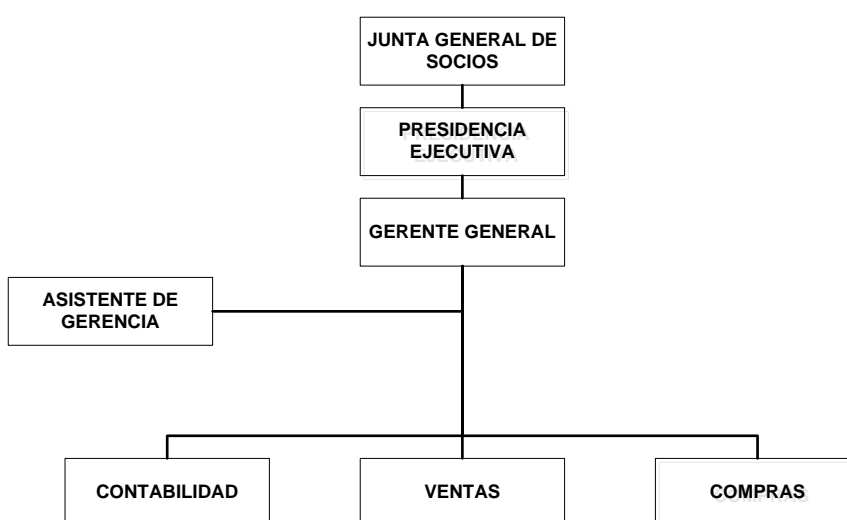 JUNTA GENERAL DE
SOCIOS
PRESIDENCIA
EJECUTIVA
GERENTE GENERAL
ASISTENTE DE
GERENCIA
CONTABILIDAD
VENTAS
COMPRAS